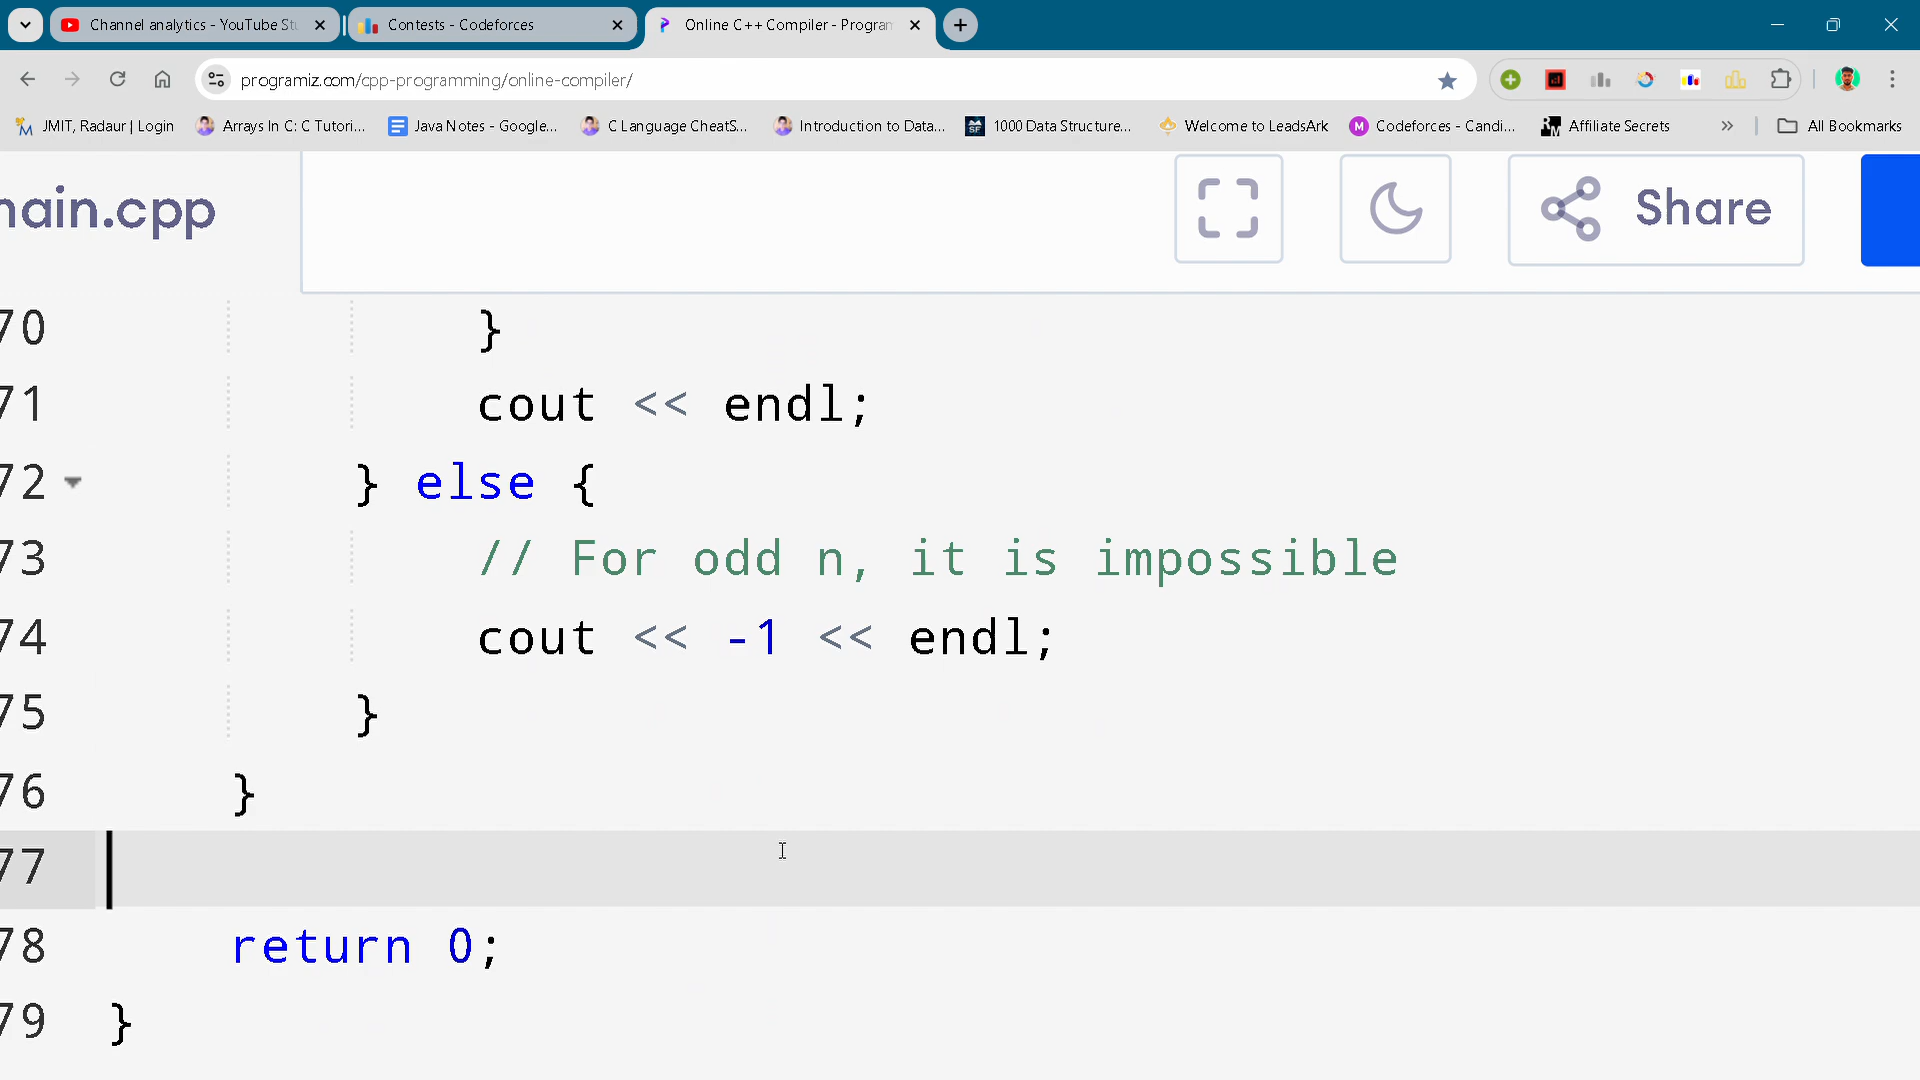 Channel analytics - YouTube Stu
Contests - Codeforces
Online C++ Compiler - Program
programiz.com/cpp-programming/online-compiler/
JMIT, Radaur | Login
Arrays In C: C Tutori...
Java Notes - Google...
C Language CheatS...
Introduction to Data...
1000 Data Structure...
Welcome to LeadsArk
Codeforces - Candi...
Affiliate Secrets
All Bookmarks
main.cpp
Share
70 }
71 cout << endl;
72 } else {
73 // For odd n, it is impossible
74 cout << -1 << endl;
75 }
76 }
77
78 return 0;
79 }